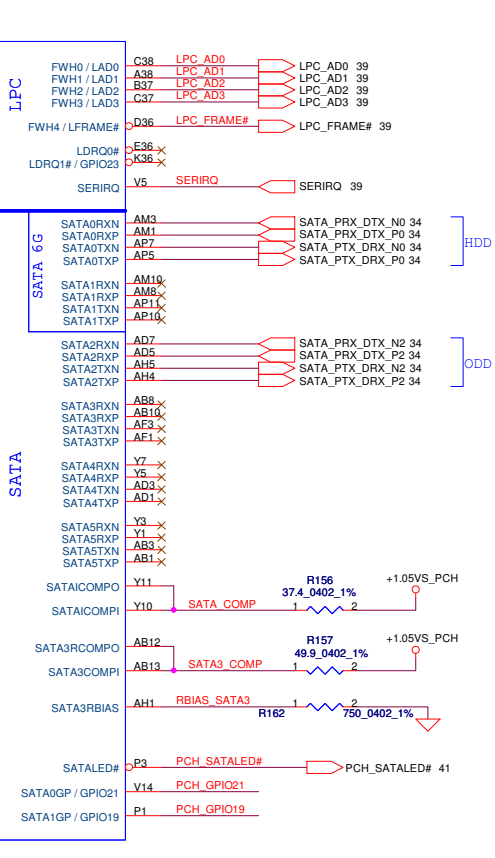 LPC
FWH0 / LAD0 C38 LPC_AD0 LPC_AD0 39
FWH1 / LAD1 A38 LPC_AD1 LPC_AD1 39
FWH2 / LAD2 B37 LPC_AD2 LPC_AD2 39
FWH3 / LAD3 C37 LPC_AD3 LPC_AD3 39
FWH4 / LFRAME# D36 LPC_FRAME# LPC_FRAME# 39
LDRQ0# E36
LDRQ1# / GPIO23 K36
SERIRQ V5 SERIRQ SERIRQ 39
SATA 6G
SATA0RXN AM3 SATA_PRX_DTX_N0 34
SATA0RXP AM1 SATA_PRX_DTX_P0 34
SATA0TXN AP7 SATA_PTX_DRX_N0 34
SATA0TXP AP5 SATA_PTX_DRX_P0 34
HDD
SATA1RXN AM10
SATA1RXP AM8
SATA1TXN AP11
SATA1TXP AP10
SATA
SATA2RXN AD7 SATA_PRX_DTX_N2 34
SATA2RXP AD5 SATA_PRX_DTX_P2 34
SATA2TXN AH5 SATA_PTX_DRX_N2 34
SATA2TXP AH4 SATA_PTX_DRX_P2 34
ODD
SATA3RXN AB8
SATA3RXP AB10
SATA3TXN AF3
SATA3TXP AF1
SATA4RXN Y7
SATA4RXP Y5
SATA4TXN AD3
SATA4TXP AD1
SATA5RXN Y3
SATA5RXP Y1
SATA5TXN AB3
SATA5TXP AB1
SATAICOMPO Y11 R156 +1.05VS_PCH
37.4_0402_1%
SATAICOMPI Y10 SATA_COMP 1 2
SATA3RCOMPO AB12 R157 +1.05VS_PCH
49.9_0402_1%
SATA3COMPI AB13 SATA3_COMP 1 2
SATA3RBIAS AH1 RBIAS_SATA3 1 2
R162 750_0402_1%
SATALED# P3 PCH_SATALED# PCH_SATALED# 41
SATA0GP / GPIO21 V14 PCH_GPIO21
SATA1GP / GPIO19 P1 PCH_GPIO19